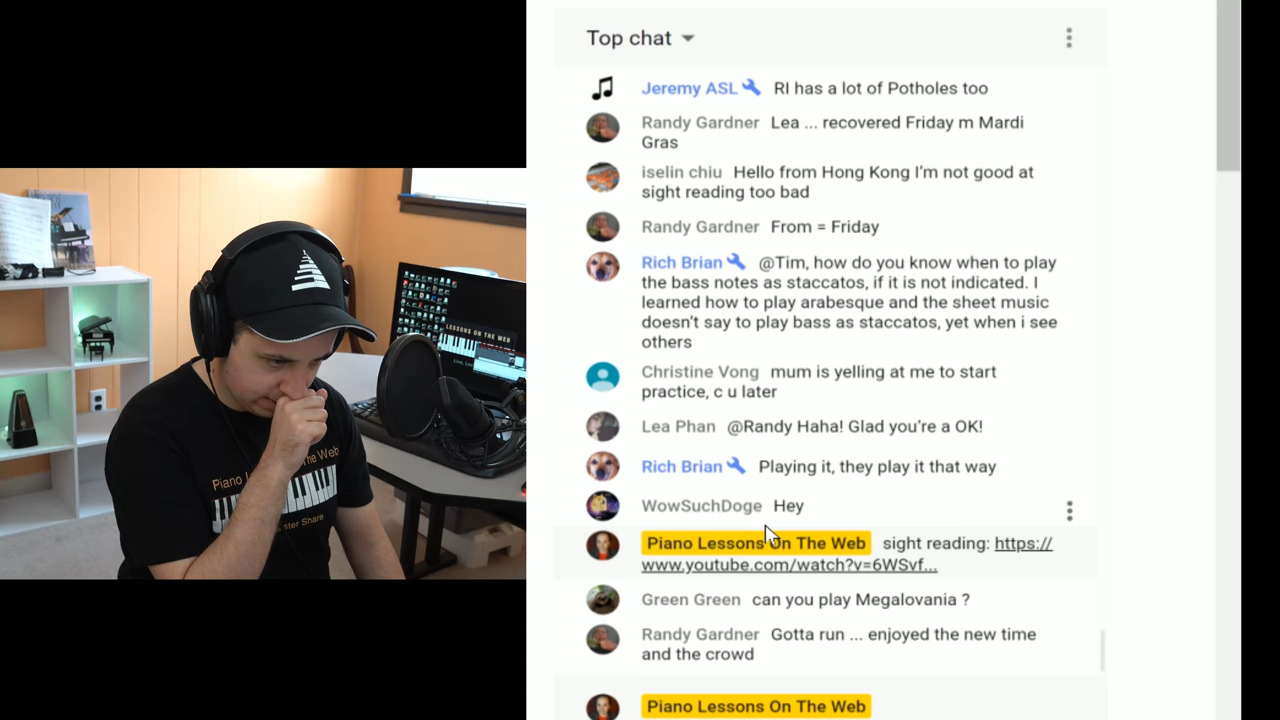 Top chat
Jeremy ASL RI has a lot of Potholes too
Randy Gardner Lea ... recovered Friday m Mardi
Gras
iselin chiu Hello from Hong Kong I'm not good at
sight reading too bad
Randy Gardner From = Friday
Rich Brian @Tim, how do you know when to play
the bass notes as staccatos, if it is not indicated. I
learned how to play arabesque and the sheet music
doesn't say to play bass as staccatos, yet when i see
others
Christine Vong mum is yelling at me to start
practice, c u later
Lea Phan @Randy Haha! Glad you're a OK!
Rich Brian Playing it, they play it that way
WowSuchDoge Hey
Piano Lessons On The Web sight reading: https://
www.youtube.com/watch?v=6WSvf...
Green Green can you play Megalovania ?
Randy Gardner Gotta run ... enjoyed the new time
and the crowd
Piano Lessons On The Web
LESSONS ON THE WEB
Piano The Web
ster Share